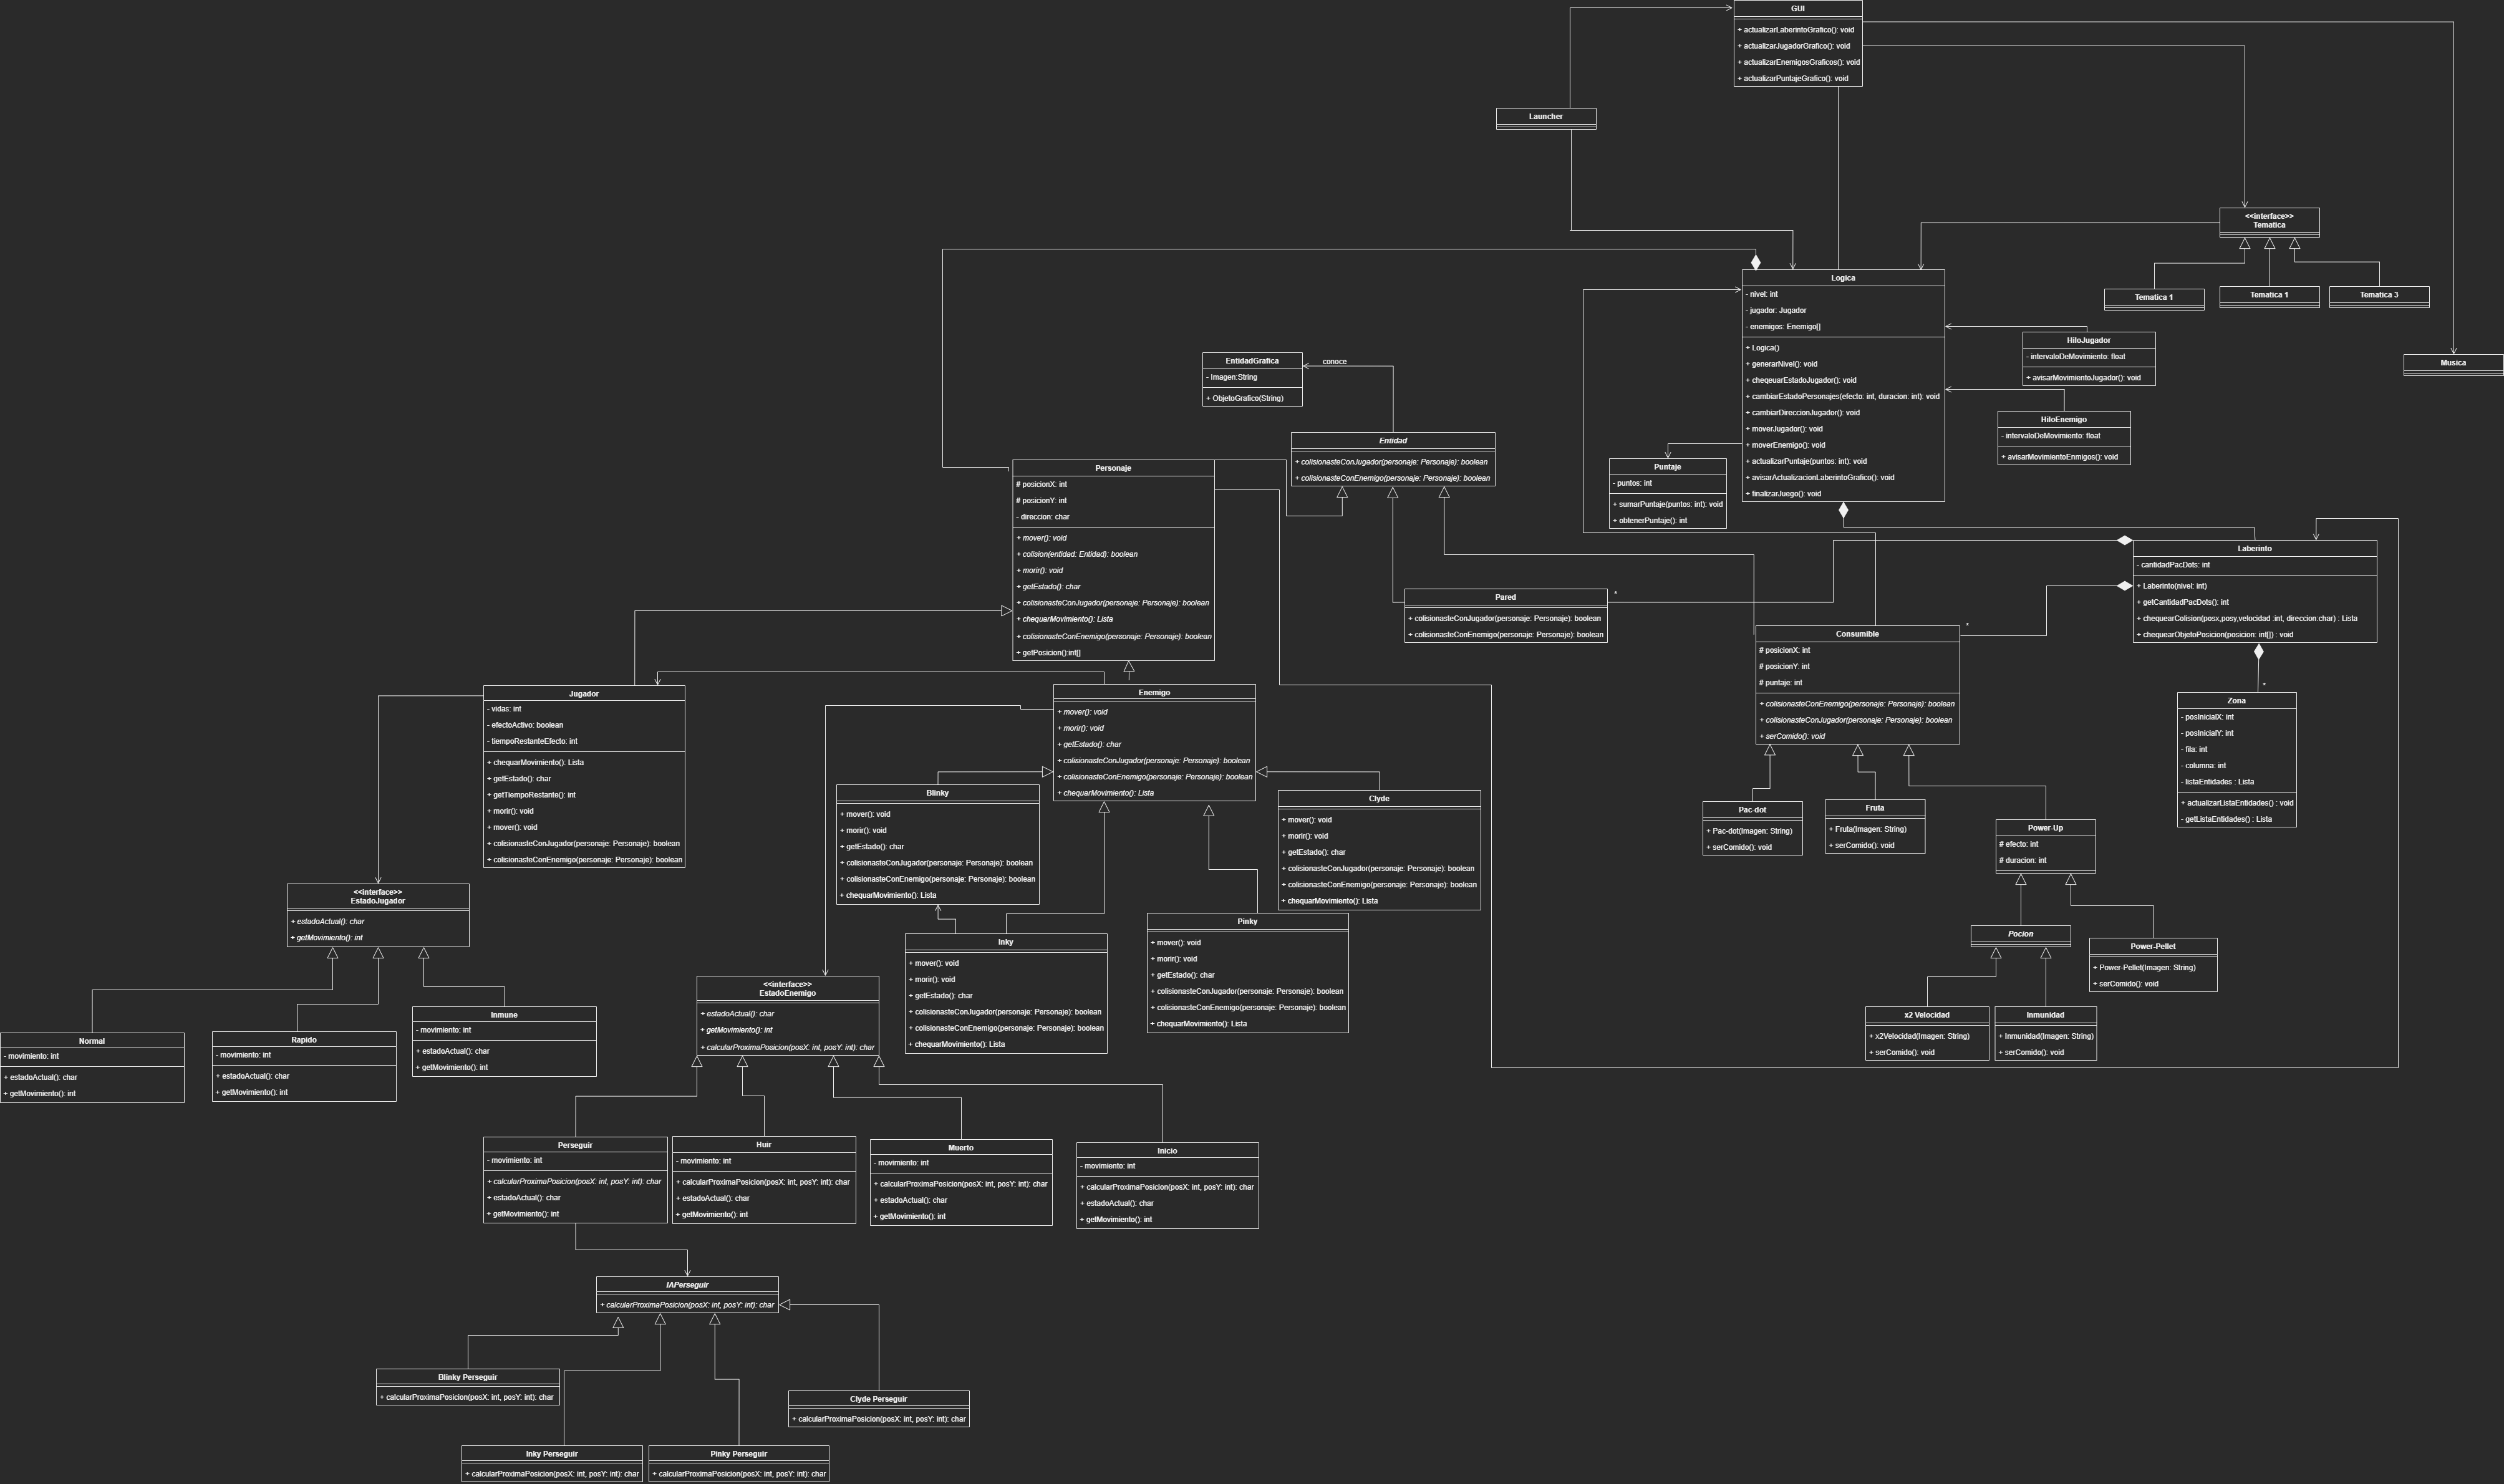 GUI
+ actualizarLaberintoGrafico(): void
+ actualizarJugadorGrafico(): void
+ actualizarEnemigosGraficos(): void
+ actualizarPuntajeGrafico(): void
Launcher
<<interface>>
Tematica
Tematica 1
Tematica 1
Tematica 3
Musica
Logica
- nivel: int
- jugador: Jugador
- enemigos: Enemigo[]
+ Logica()
+ generarNivel(): void
+ cheqeuarEstadoJugador(): void
+ cambiarEstadoPersonajes(efecto: int, duracion: int): void
+ cambiarDireccionJugador(): void
+ moverJugador(): void
+ moverEnemigo(): void
+ actualizarPuntaje(puntos: int): void
+ avisarActualizacionLaberintoGrafico(): void
+ finalizarJuego(): void
HiloJugador
- intervaloDeMovimiento: float
+ avisarMovimientoJugador(): void
HiloEnemigo
- intervaloDeMovimiento: float
+ avisarMovimientoEnmigos(): void
EntidadGrafica
- Imagen:String
+ ObjetoGrafico(String)
conoce
Entidad
+ colisionasteConJugador(personaje: Personaje): boolean
+ colisionasteConEnemigo(personaje: Personaje): boolean
Puntaje
- puntos: int
+ sumarPuntaje(puntos: int): void
+ obtenerPuntaje(): int
Personaje
# posicionX: int
# posicionY: int
- direccion: char
+ mover(): void
+ colision(entidad: Entidad): boolean
+ morir(): void
+ getEstado(): char
+ colisionasteConJugador(personaje: Personaje): boolean
+ chequarMovimiento(): Lista
+ colisionasteConEnemigo(personaje: Personaje): boolean
+ getPosicion():int[]
Laberinto
- cantidadPacDots: int
+ Laberinto(nivel: int)
+ getCantidadPacDots(): int
+ chequearColision(posx,posy,velocidad :int, direccion:char) : Lista
+ chequearObjetoPosicion(posicion: int[]) : void
Pared
+ colisionasteConJugador(personaje: Personaje): boolean
+ colisionasteConEnemigo(personaje: Personaje): boolean
*
*
*
Consumible
# posicionX: int
# posicionY: int
# puntaje: int
+ colisionasteConEnemigo(personaje: Personaje): boolean
+ colisionasteConJugador(personaje: Personaje): boolean
+ serComido(): void
Zona
- posInicialX: int
- posInicialY: int
- fila: int
- columna: int
- listaEntidades : Lista
+ actualizarListaEntidades() : void
- getListaEntidades() : Lista
Jugador
- vidas: int
- efectoActivo: boolean
- tiempoRestanteEfecto: int
+ chequarMovimiento(): Lista
+ getEstado(): char
+ getTiempoRestante(): int
+ morir(): void
+ mover(): void
+ colisionasteConJugador(personaje: Personaje): boolean
+ colisionasteConEnemigo(personaje: Personaje): boolean
Enemigo
+ mover(): void
+ morir(): void
+ getEstado(): char
+ colisionasteConJugador(personaje: Personaje): boolean
+ colisionasteConEnemigo(personaje: Personaje): boolean
+ chequarMovimiento(): Lista
Blinky
+ mover(): void
+ morir(): void
+ getEstado(): char
+ colisionasteConJugador(personaje: Personaje): boolean
+ colisionasteConEnemigo(personaje: Personaje): boolean
+ chequarMovimiento(): Lista
Clyde
+ mover(): void
+ morir(): void
+ getEstado(): char
+ colisionasteConJugador(personaje: Personaje): boolean
+ colisionasteConEnemigo(personaje: Personaje): boolean
+ chequarMovimiento(): Lista
Pac-dot
+ Pac-dot(Imagen: String)
+ serComido(): void
Fruta
+ Fruta(Imagen: String)
+ serComido(): void
Power-Up
# efecto: int
# duracion: int
<<interface>>
EstadoJugador
+ estadoActual(): char
+ getMovimiento(): int
Inky
+ mover(): void
+ morir(): void
+ getEstado(): char
+ colisionasteConJugador(personaje: Personaje): boolean
+ colisionasteConEnemigo(personaje: Personaje): boolean
+ chequarMovimiento(): Lista
Pinky
+ mover(): void
+ morir(): void
+ getEstado(): char
+ colisionasteConJugador(personaje: Personaje): boolean
+ colisionasteConEnemigo(personaje: Personaje): boolean
+ chequarMovimiento(): Lista
Pocion
Power-Pellet
+ Power-Pellet(Imagen: String)
+ serComido(): void
x2 Velocidad
+ x2Velocidad(Imagen: String)
+ serComido(): void
Inmunidad
+ Inmunidad(Imagen: String)
+ serComido(): void
<<interface>>
EstadoEnemigo
+ estadoActual(): char
+ getMovimiento(): int
+ calcularProximaPosicion(posX: int, posY: int): char
Normal
- movimiento: int
+ estadoActual(): char
+ getMovimiento(): int
Rapido
- movimiento: int
+ estadoActual(): char
+ getMovimiento(): int
Inmune
- movimiento: int
+ estadoActual(): char
+ getMovimiento(): int
Perseguir
- movimiento: int
+ calcularProximaPosicion(posX: int, posY: int): char
+ estadoActual(): char
+ getMovimiento(): int
Huir
- movimiento: int
+ calcularProximaPosicion(posX: int, posY: int): char
+ estadoActual(): char
+ getMovimiento(): int
Muerto
- movimiento: int
+ calcularProximaPosicion(posX: int, posY: int): char
+ estadoActual(): char
+ getMovimiento(): int
Inicio
- movimiento: int
+ calcularProximaPosicion(posX: int, posY: int): char
+ estadoActual(): char
+ getMovimiento(): int
IAPerseguir
+ calcularProximaPosicion(posX: int, posY: int): char
Blinky Perseguir
+ calcularProximaPosicion(posX: int, posY: int): char
Clyde Perseguir
+ calcularProximaPosicion(posX: int, posY: int): char
Inky Perseguir
+ calcularProximaPosicion(posX: int, posY: int): char
Pinky Perseguir
+ calcularProximaPosicion(posX: int, posY: int): char